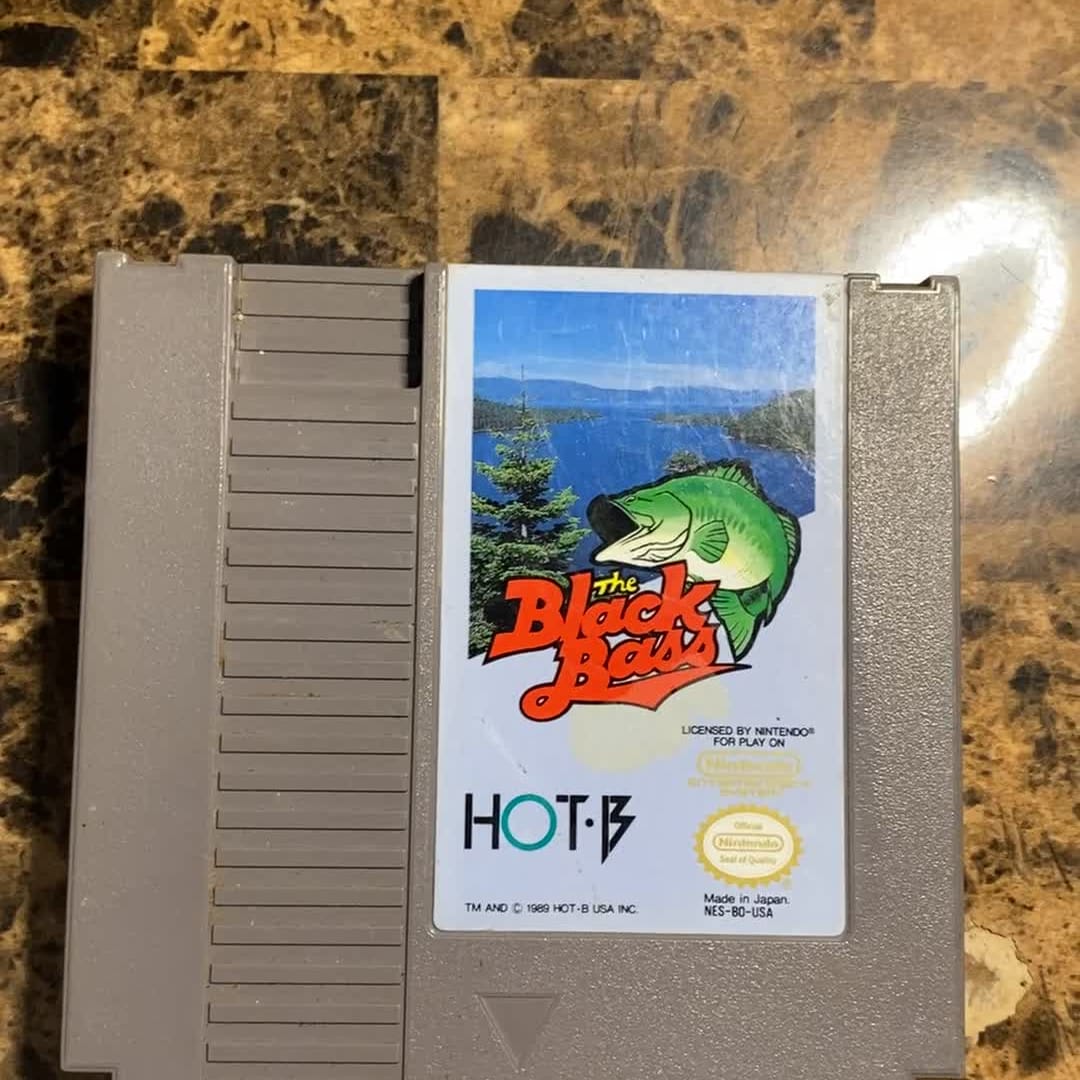 The
Black
Bass
LICENSED BY NINTENDO®
FOR PLAY ON
Nintendo
HOT·B
Official
Nintendo
Seal of Quality
TM AND © 1989 HOT-B USA INC.
Made in Japan.
NES-BO-USA